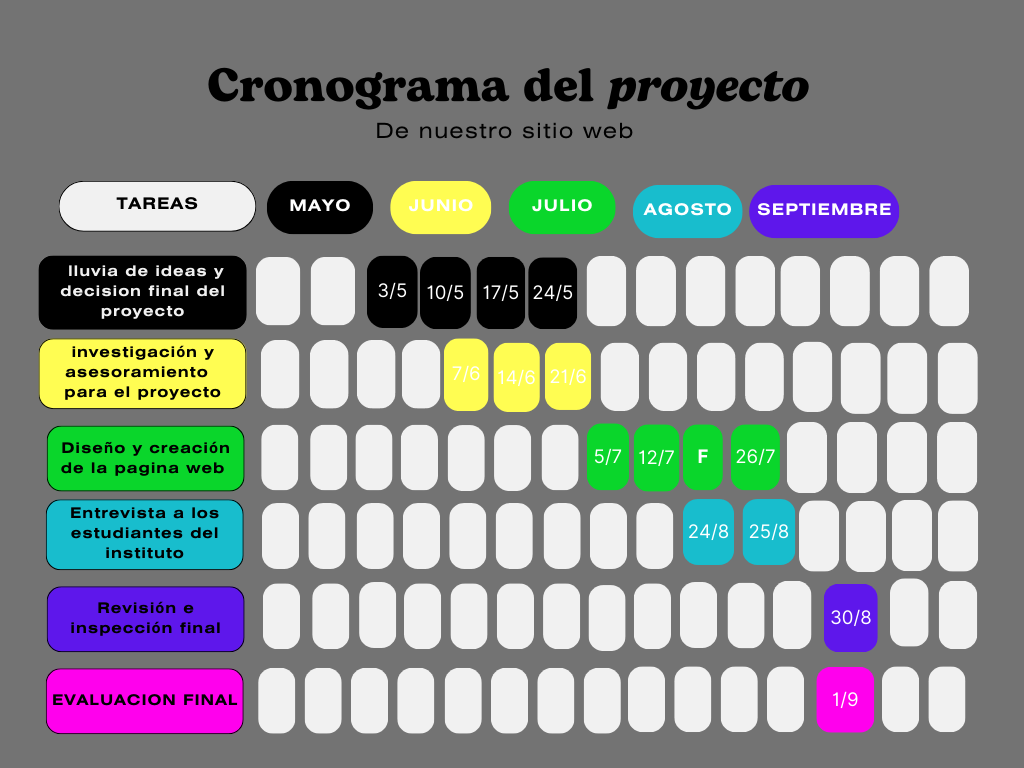 Cronograma del proyecto
De nuestro sitio web
TAREAS MAYO JUNIO JULIO AGOSTO SEPTIEMBRE
lluvia de ideas y
decision final del
proyecto
3/5 10/5 17/5 24/5
investigación y
asesoramiento
para el proyecto
7/6 14/6 21/6
Diseño y creación
de la pagina web
5/7 12/7 F 26/7
Entrevista a los
estudiantes del
instituto
24/8 25/8
Revisión e
inspección final
30/8
EVALUACION FINAL
1/9